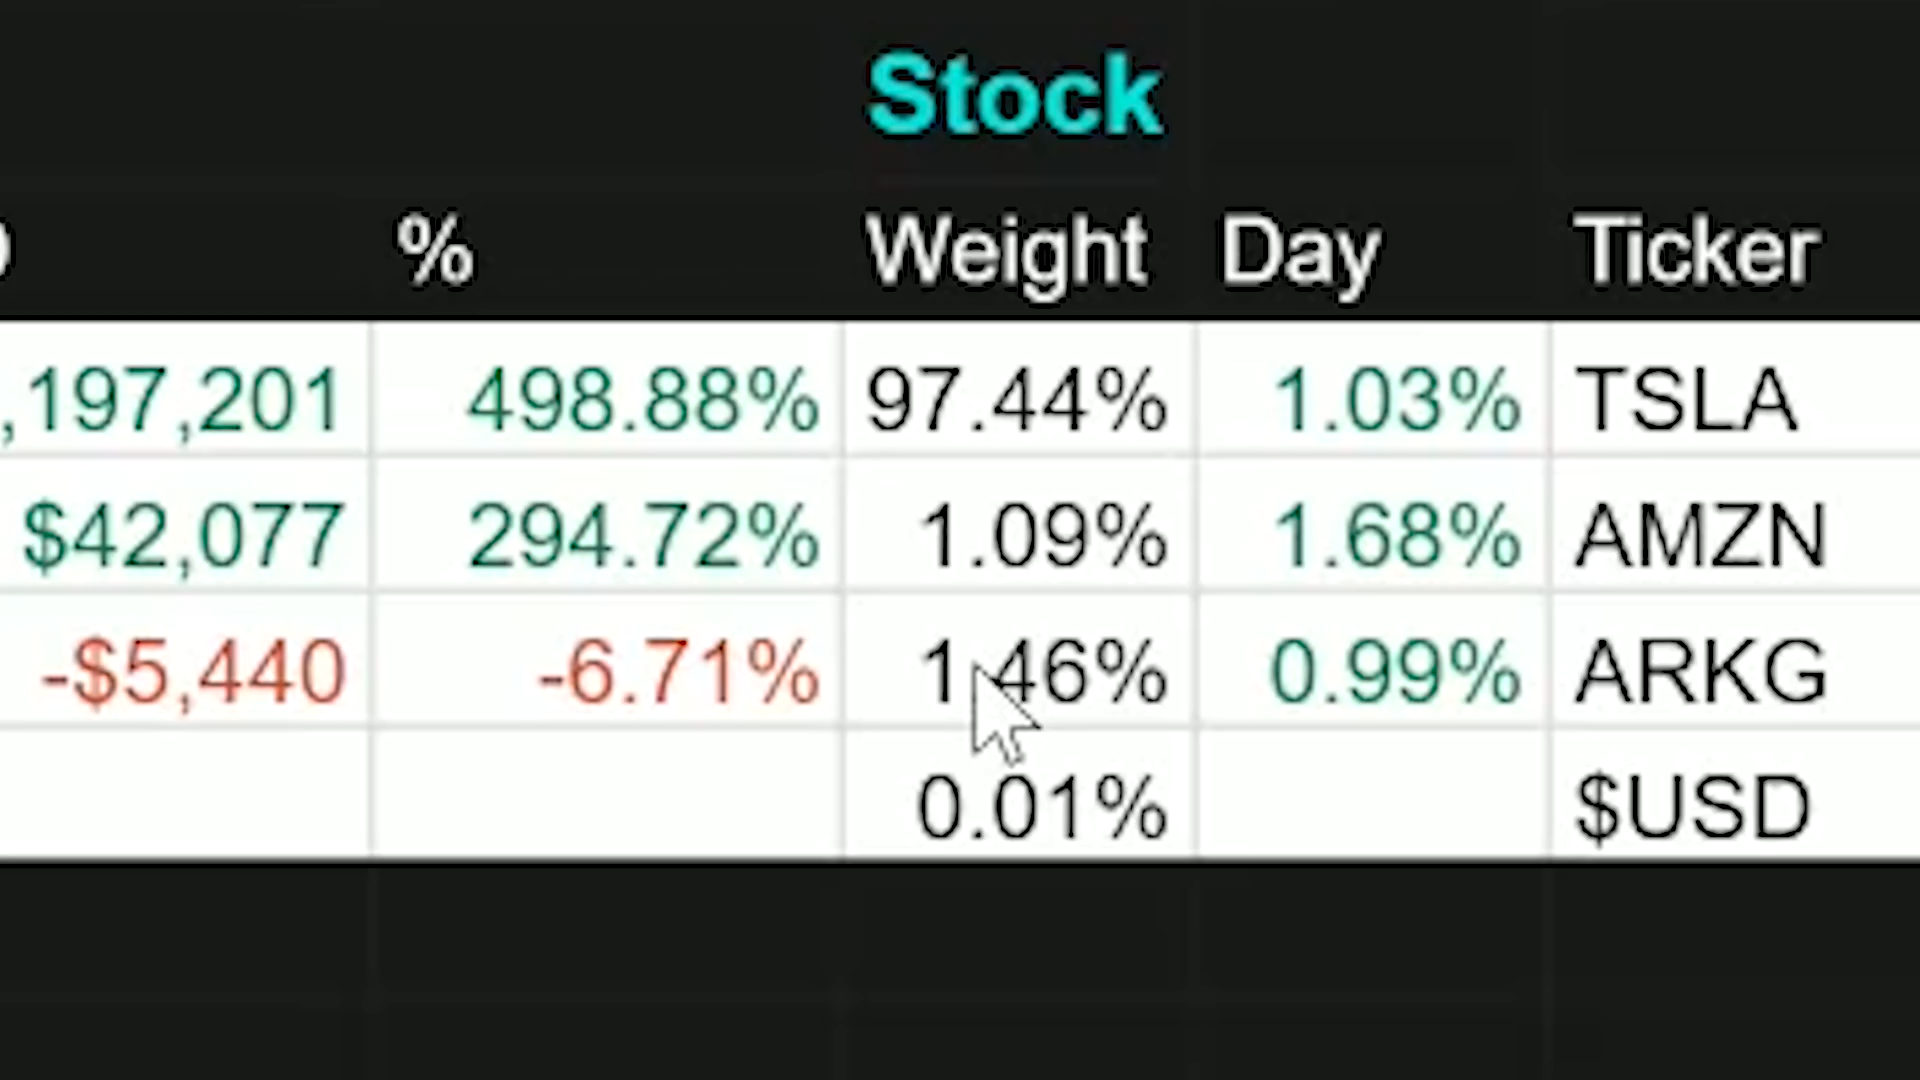 Stock
% Weight Day Ticker
,197,201 498.88% 97.44% 1.03% TSLA
$42,077 294.72% 1.09% 1.68% AMZN
-$5,440 -6.71% 1.46% 0.99% ARKG
0.01% $USD